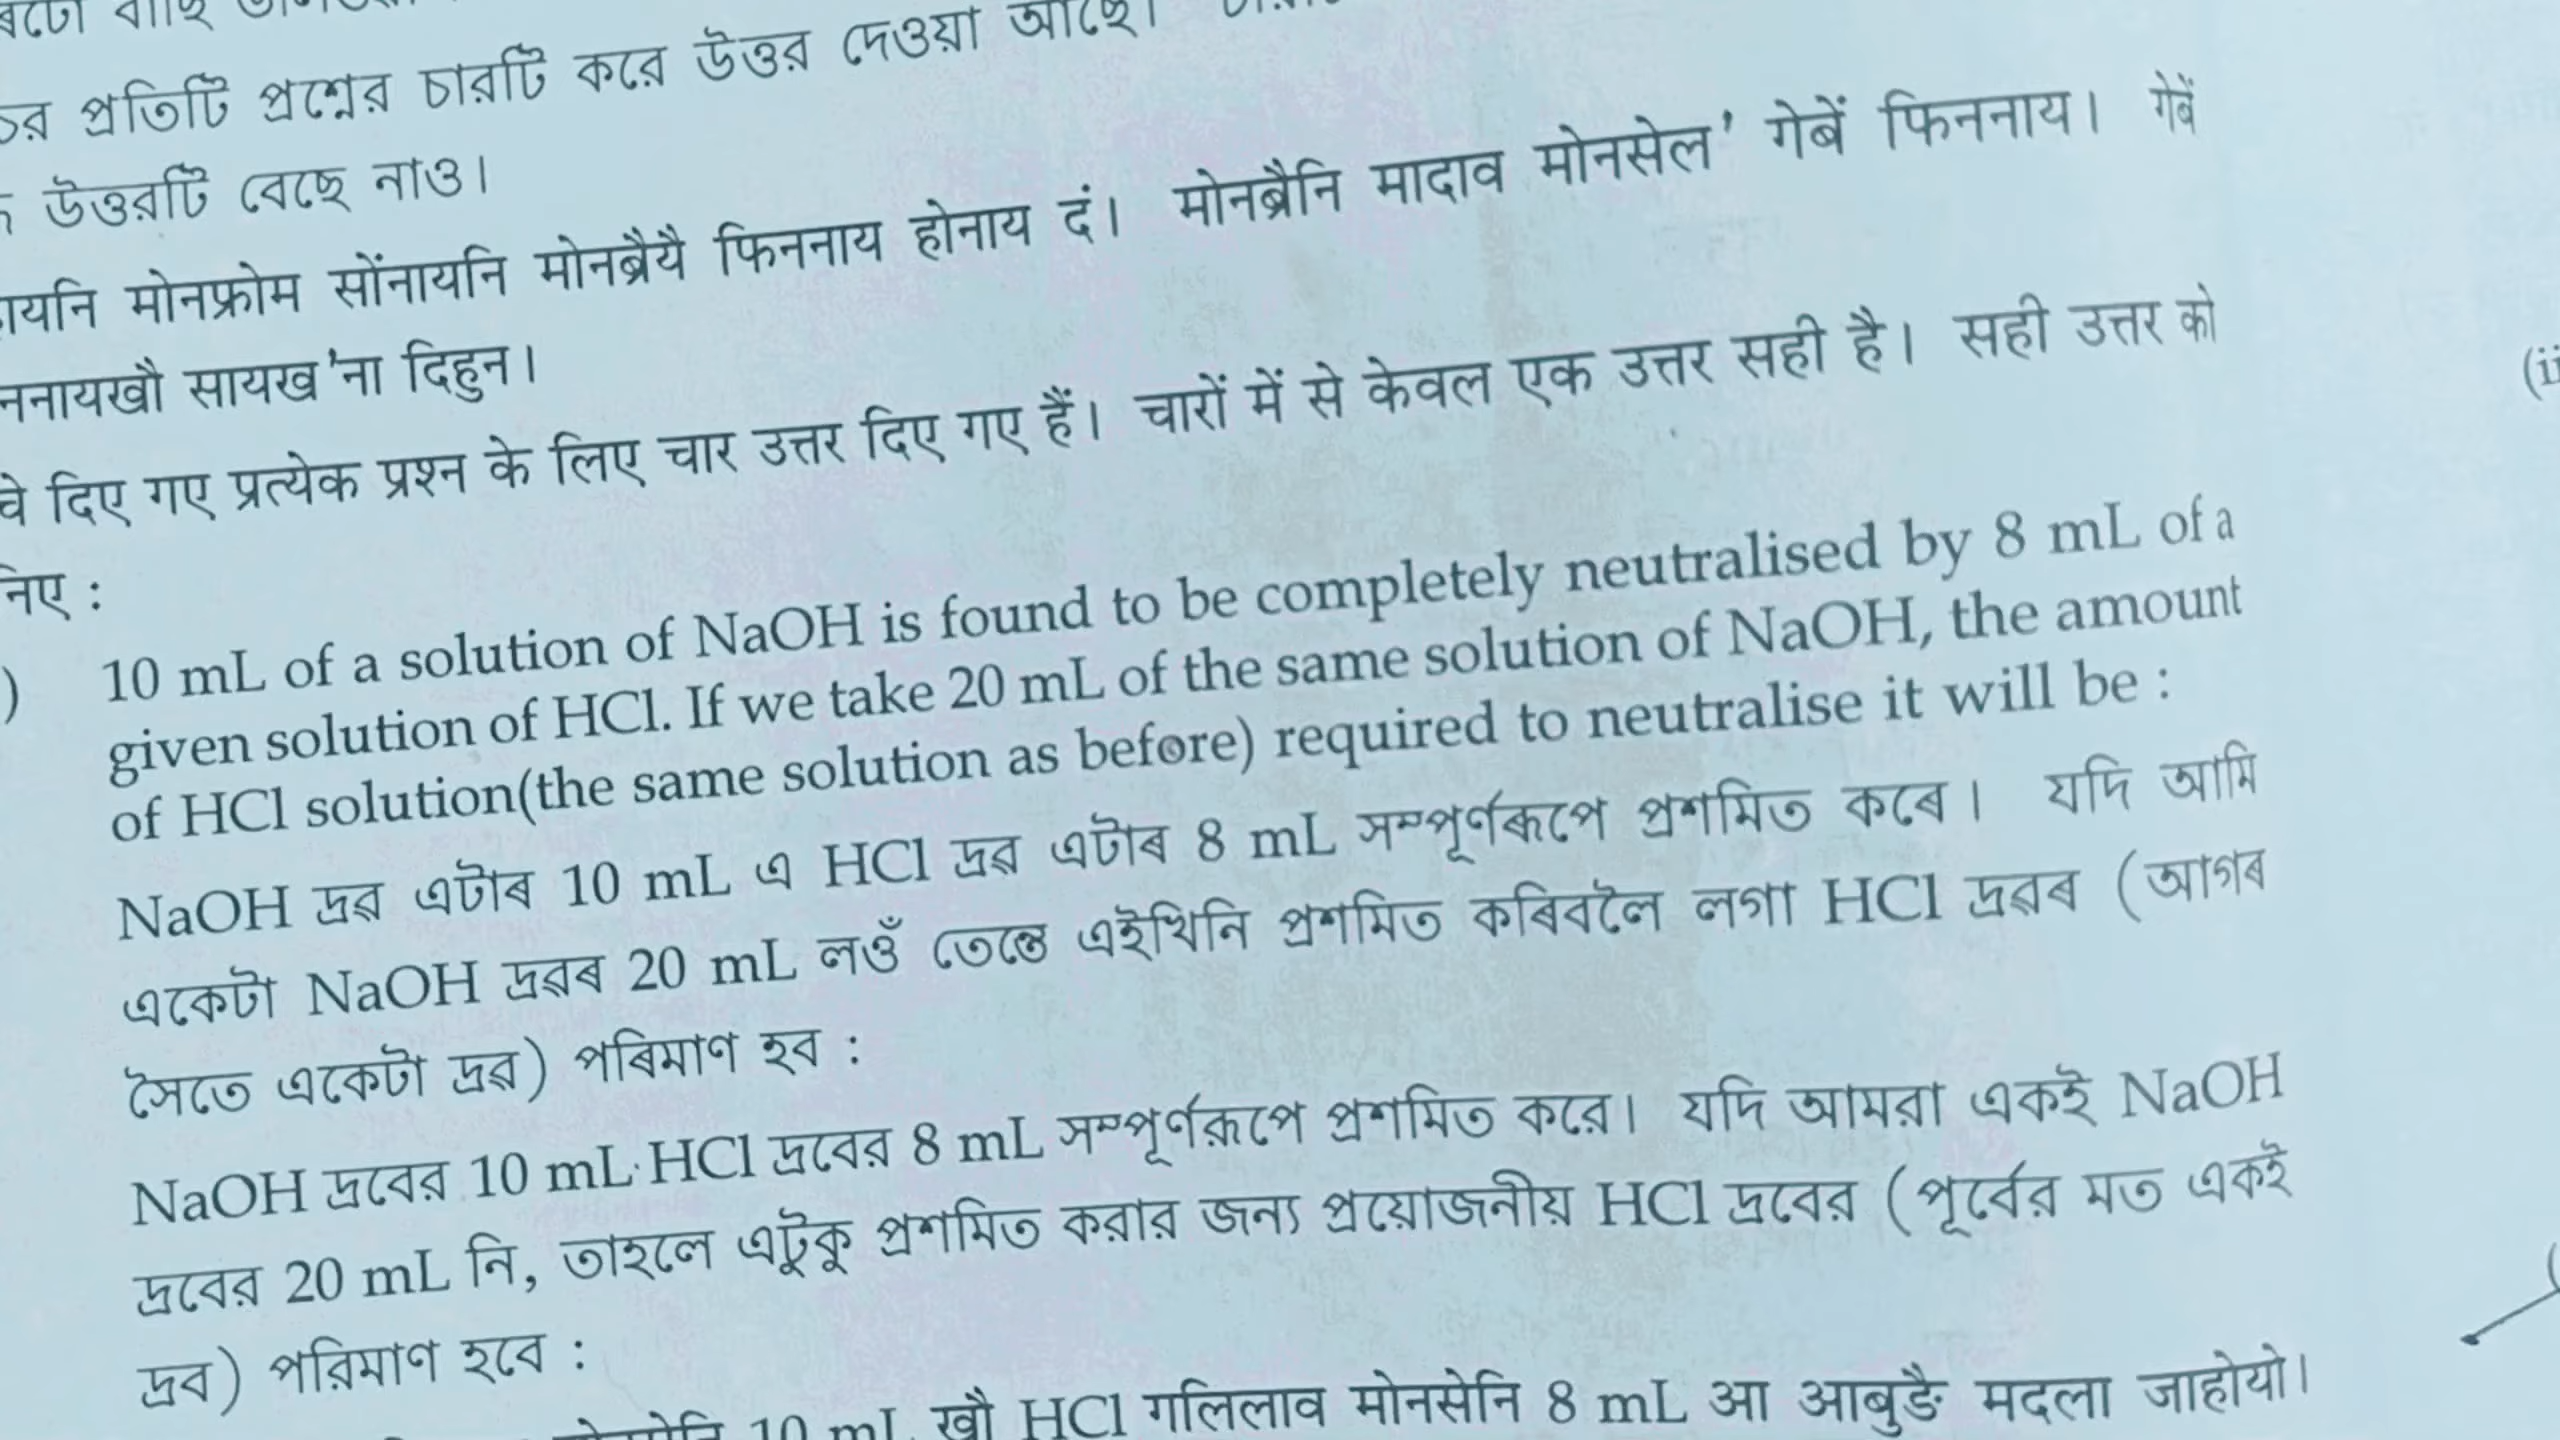 প্রতিটি প্রশ্নের চারটি করে উত্তর দেওয়া আছে।
উত্তরটি বেছে নাও।
मोनफ्रोम सोंनायनि मोनब्रैयै फिननाय होनाय दं। मोनब्रैनि मादाव मोनसेल' गेबें फिननाय। गेबें
सायख'ना दिहुन।
दिए गए प्रत्येक प्रश्न के लिए चार उत्तर दिए गए हैं। चारों में से केवल एक उत्तर सही है। सही उत्तर को
10 mL of a solution of NaOH is found to be completely neutralised by 8 mL of a
given solution of HCl. If we take 20 mL of the same solution of NaOH, the amount
of HCl solution(the same solution as before) required to neutralise it will be :
NaOH দ্ৰৱ এটাৰ 10 mL এ HCl দ্ৰৱ এটাৰ 8 mL সম্পূৰ্ণৰূপে প্ৰশমিত কৰে। যদি আমি
একেটা NaOH দ্ৰৱৰ 20 mL লওঁ তেন্তে এইখিনি প্ৰশমিত কৰিবলৈ লগা HCl দ্ৰৱৰ (আগৰ
সৈতে একেটা দ্ৰৱ) পৰিমাণ হব :
NaOH দ্রবের 10 mL HCl দ্রবের 8 mL সম্পূর্ণরূপে প্রশমিত করে। যদি আমরা একই NaOH
দ্রবের 20 mL নি, তাহলে এটুকু প্রশমিত করার জন্য প্রয়োজনীয় HCl দ্রবের (পূর্বের মত একই
দ্রব) পরিমাণ হবে :
10 mL खौ HCl गलिलाव मोनसेनि 8 mL आ आबुङै मदला जाहोयो।